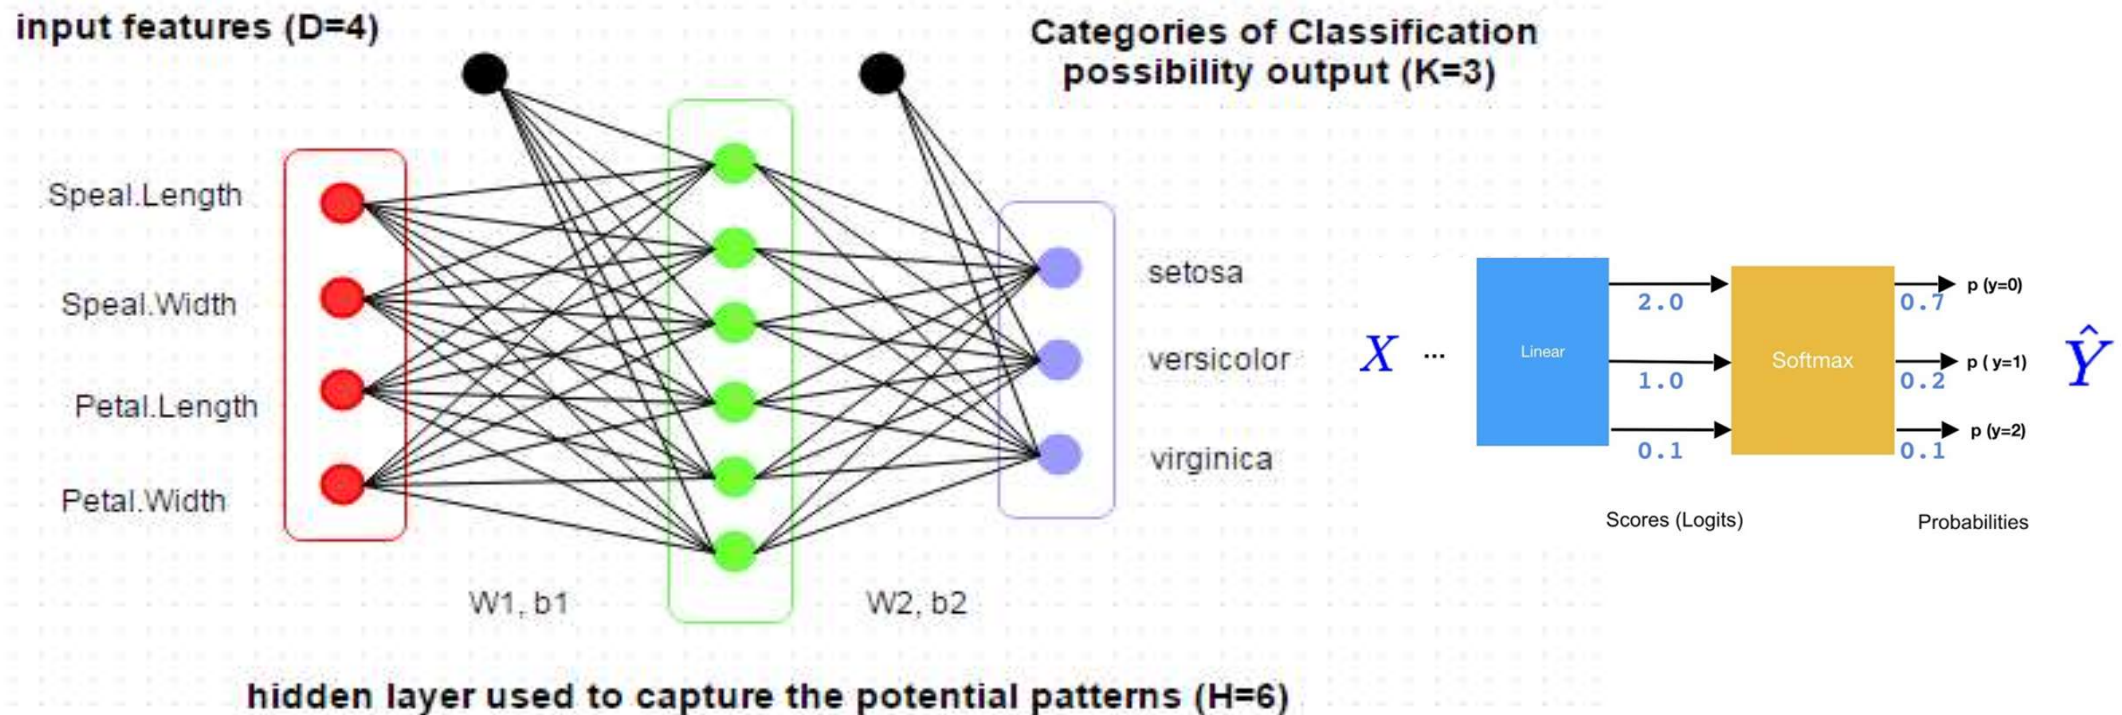 input features (D=4)
Categories of Classification
possibility output (K=3)
Speal.Length
Speal.Width
Petal.Length
Petal.Width
W1, b1
W2, b2
setosa
versicolor
virginica
hidden layer used to capture the potential patterns (H=6)
X ...
Linear
2.0
1.0
0.1
Softmax
0.7
p (y=0)
0.2
p ( y=1)
0.1
p (y=2)
Ŷ
Scores (Logits)
Probabilities